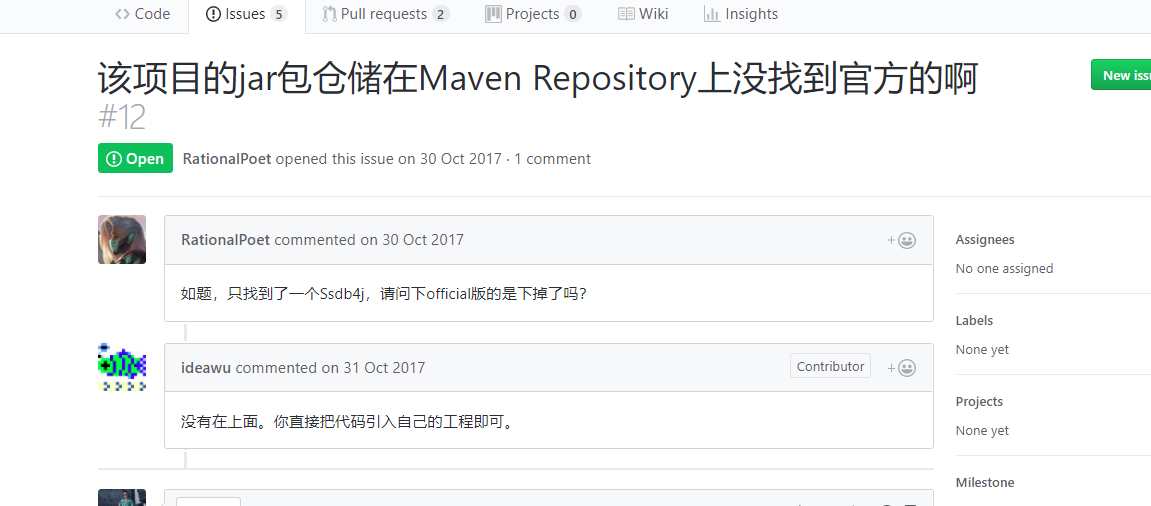 Code Issues 5 Pull requests 2 Projects 0 Wiki Insights
该项目的jar包仓储在Maven Repository上没找到官方的啊
#12
New issu
Open RationalPoet opened this issue on 30 Oct 2017 · 1 comment
RationalPoet commented on 30 Oct 2017
如题，只找到了一个Ssdb4j，请问下official版的是下掉了吗？
ideawu commented on 31 Oct 2017 Contributor
没有在上面。你直接把代码引入自己的工程即可。
Assignees
No one assigned
Labels
None yet
Projects
None yet
Milestone